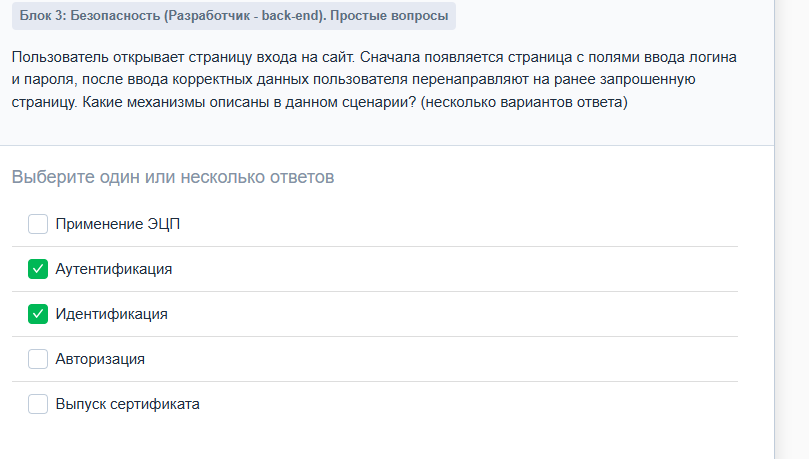 Блок 3: Безопасность (Разработчик - back-end). Простые вопросы
Пользователь открывает страницу входа на сайт. Сначала появляется страница с полями ввода логина
и пароля, после ввода корректных данных пользователя перенаправляют на ранее запрошенную
страницу. Какие механизмы описаны в данном сценарии? (несколько вариантов ответа)
Выберите один или несколько ответов
Применение ЭЦП
Аутентификация
Идентификация
Авторизация
Выпуск сертификата